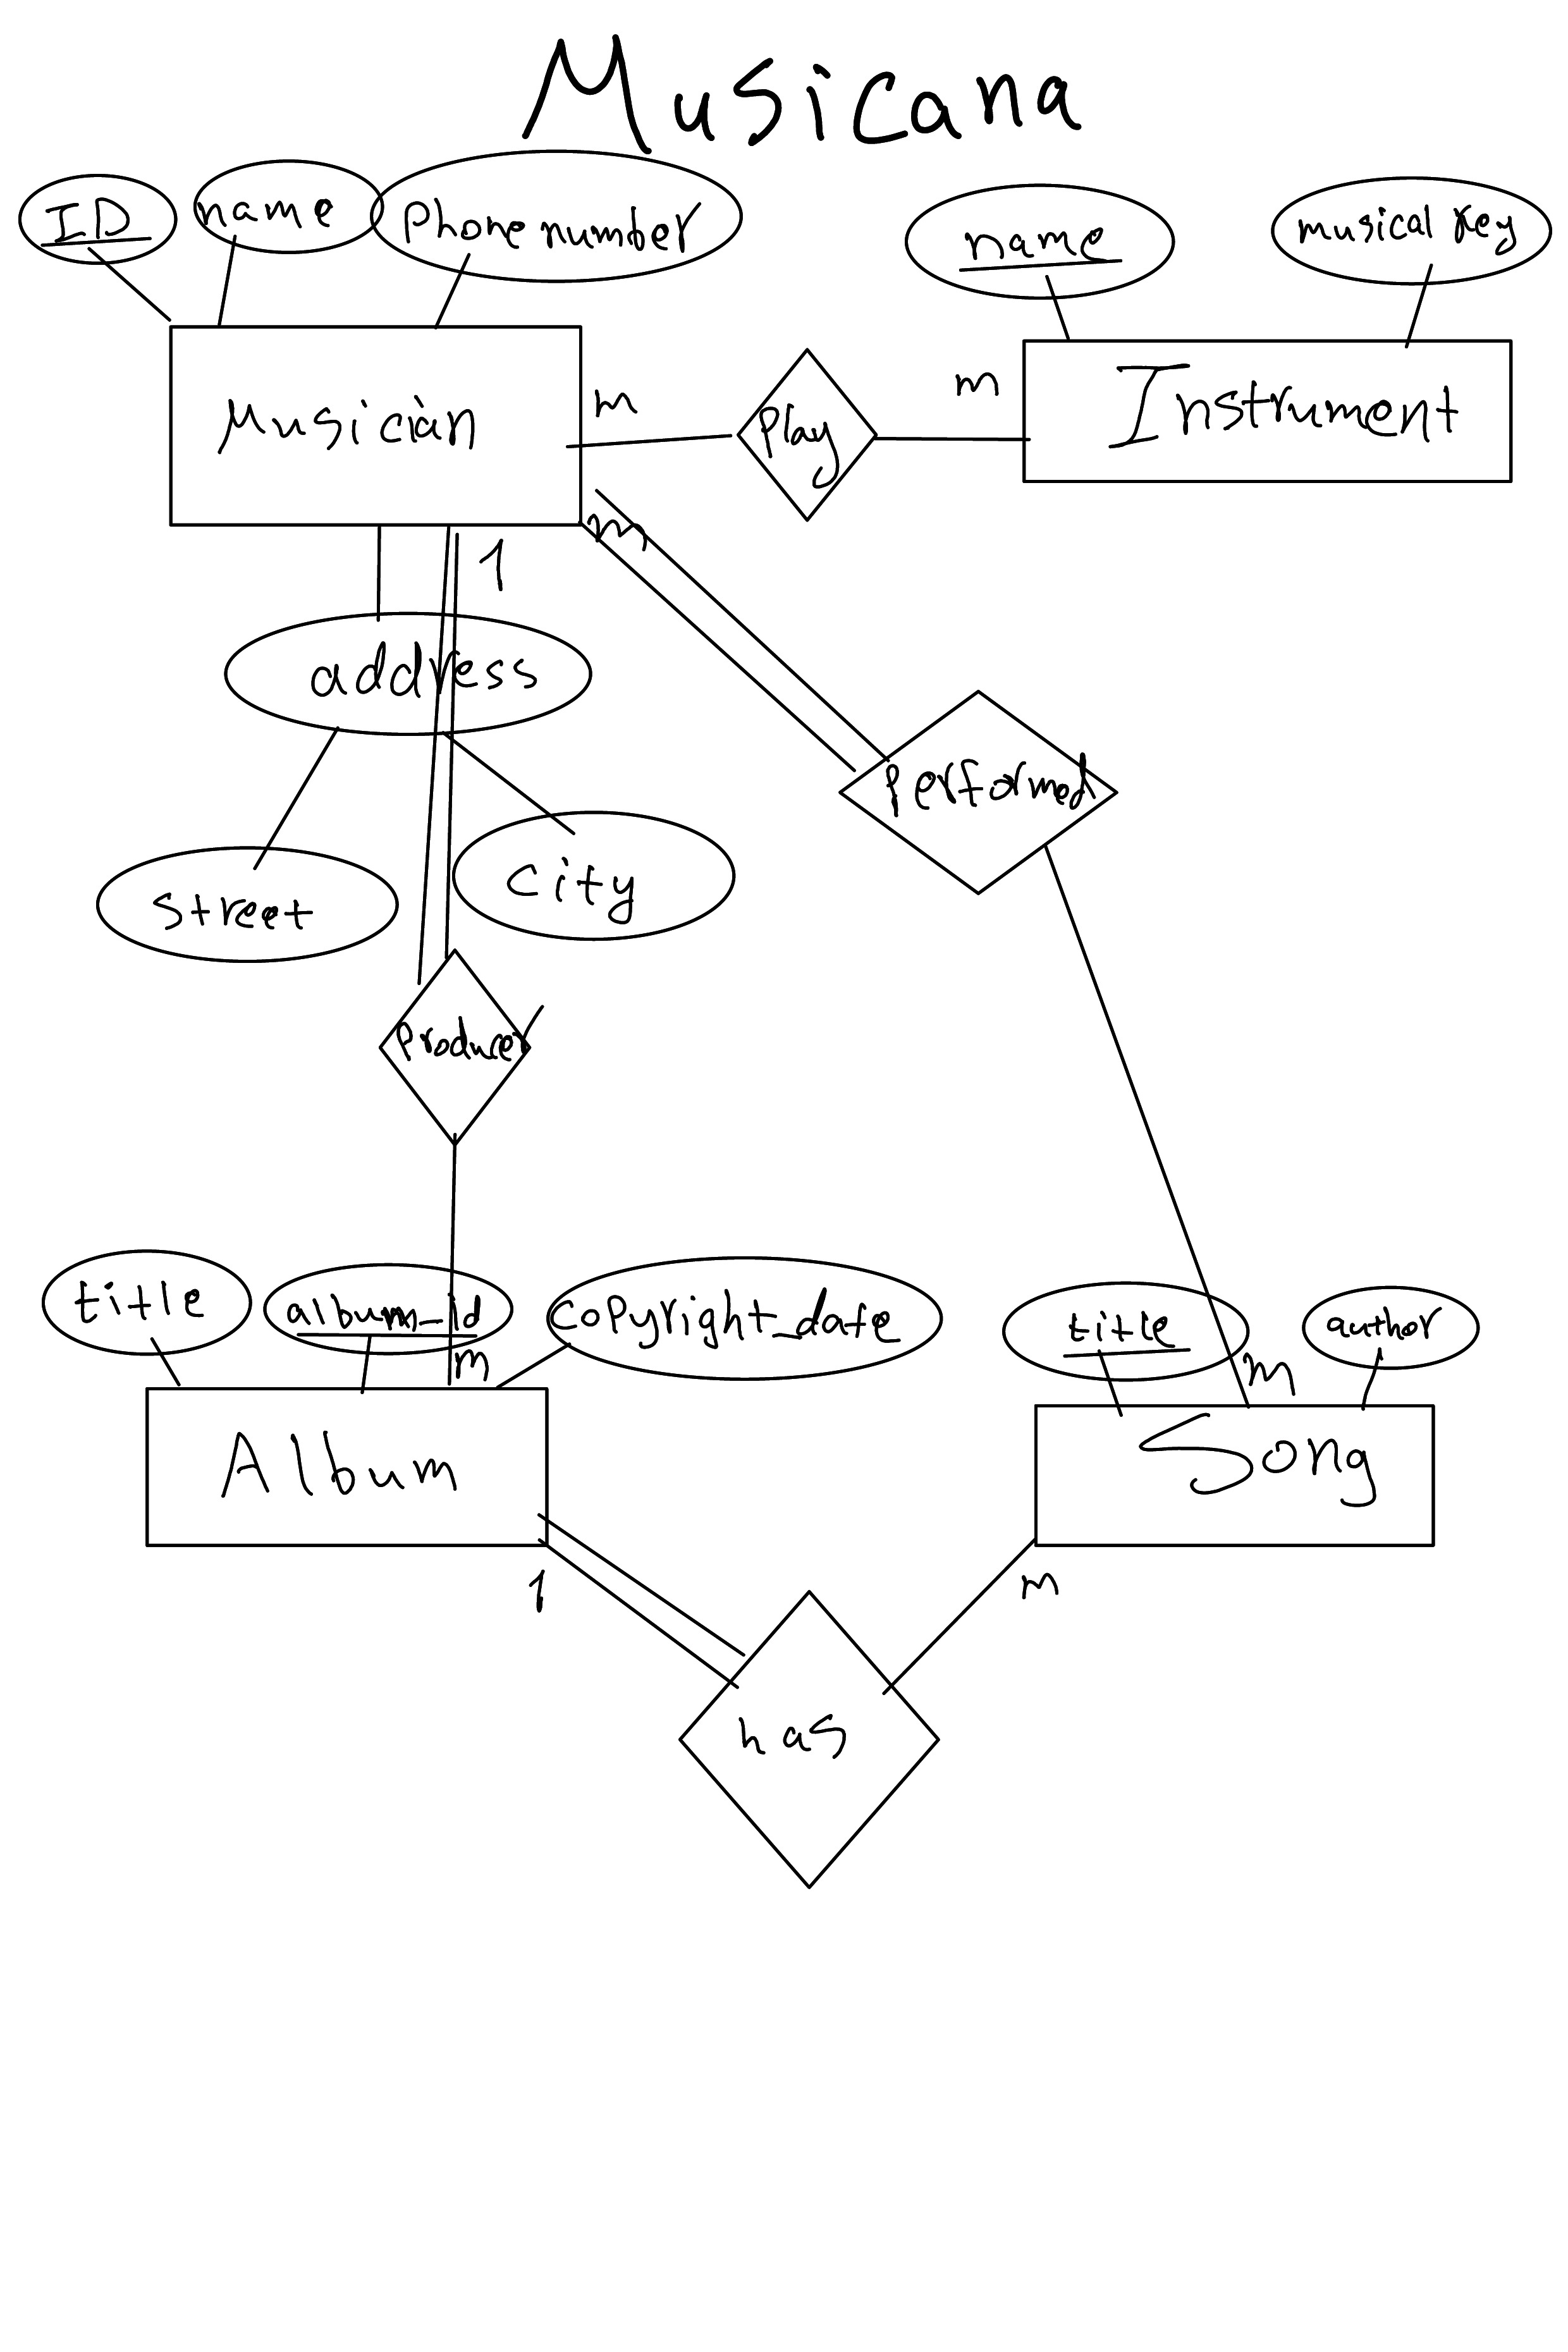 Musicana
ID name Phone number name musical key
Musician m Play m Instrument
m
1
address
Performed
street city
Producer
title album_id copyright_date title author
m m
Album Song
1 m
has